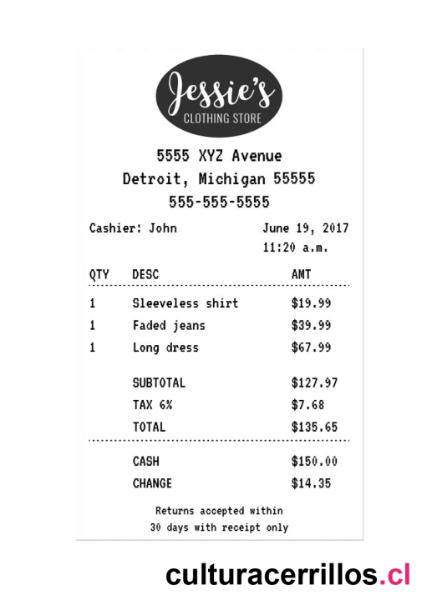 Jessie's
CLOTHING STORE
5555 XYZ Avenue
Detroit, Michigan 55555
555-555-5555
Cashier: John June 19, 2017
11:20 a.m.
QTY DESC AMT
1 Sleeveless shirt $19.99
1 Faded jeans $39.99
1 Long dress $67.99
SUBTOTAL $127.97
TAX 6% $7.68
TOTAL $135.65
CASH $150.00
CHANGE $14.35
Returns accepted within
30 days with receipt only
culturacerrillos.cl